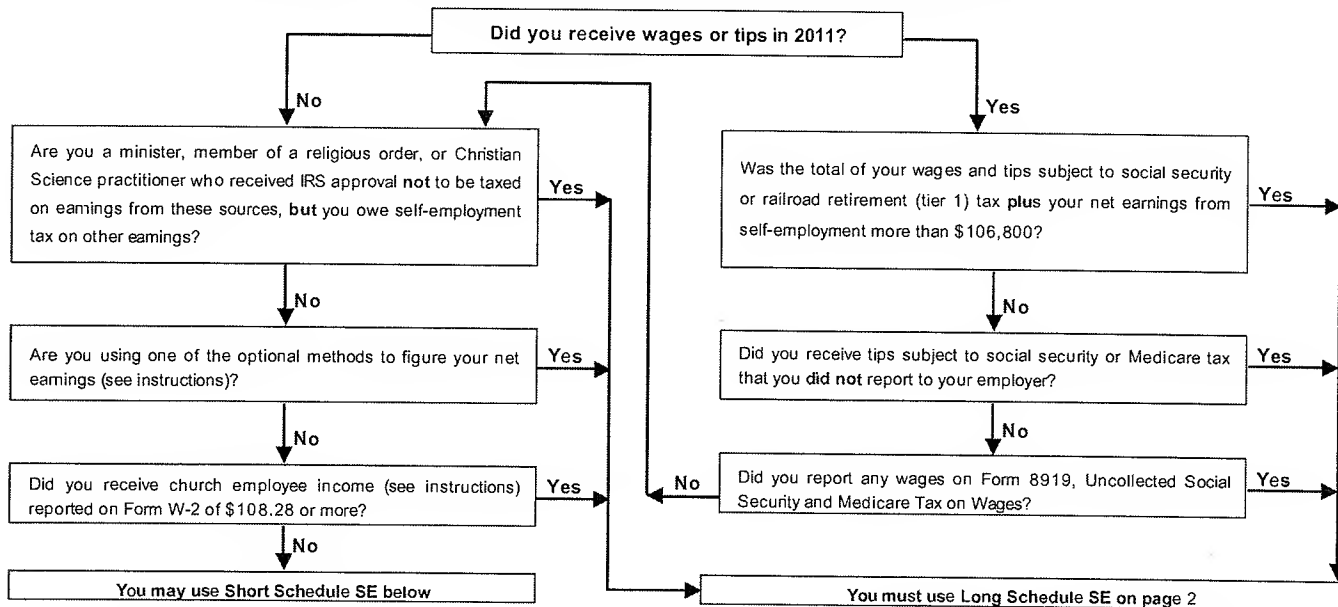 Did you receive wages or tips in 2011?
No
Yes
Are you a minister, member of a religious order, or Christian
Science practitioner who received IRS approval not to be taxed
on earnings from these sources, but you owe self-employment
tax on other earnings?
Yes
Was the total of your wages and tips subject to social security
or railroad retirement (tier 1) tax plus your net earnings from
self-employment more than $106,800?
Yes
No
No
Are you using one of the optional methods to figure your net
earnings (see instructions)?
Yes
Did you receive tips subject to social security or Medicare tax
that you did not report to your employer?
Yes
No
No
Did you receive church employee income (see instructions)
reported on Form W-2 of $108.28 or more?
Yes
No
Did you report any wages on Form 8919, Uncollected Social
Security and Medicare Tax on Wages?
Yes
No
You may use Short Schedule SE below
You must use Long Schedule SE on page 2